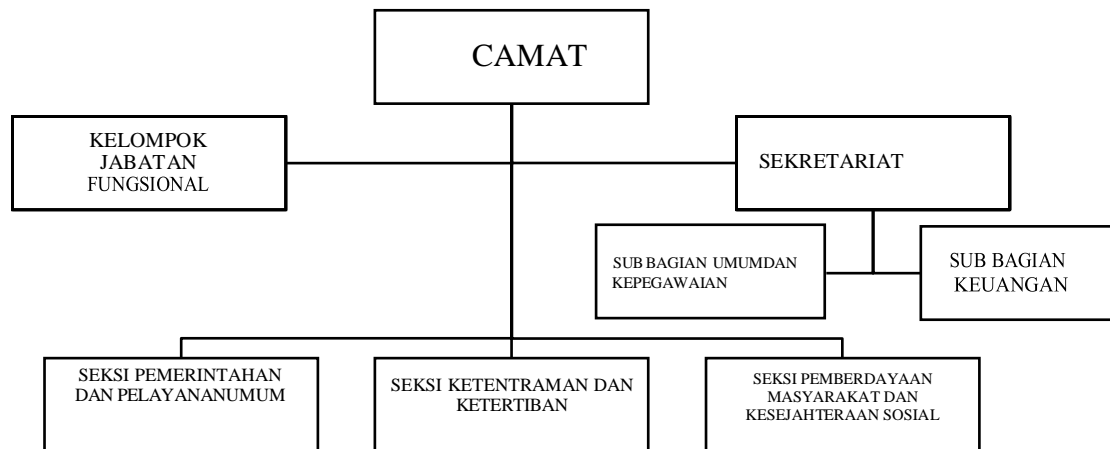 CAMAT
KELOMPOK
JABATAN
FUNGSIONAL
SEKRETARIAT
SUB BAGIAN UMUMDAN
KEPEGAWAIAN
SUB BAGIAN
KEUANGAN
SEKSI PEMERINTAHAN
DAN PELAYANANUMUM
SEKSI KETENTRAMAN DAN
KETERTIBAN
SEKSI PEMBERDAYAAN
MASYARAKAT DAN
KESEJAHTERAAN SOSIAL